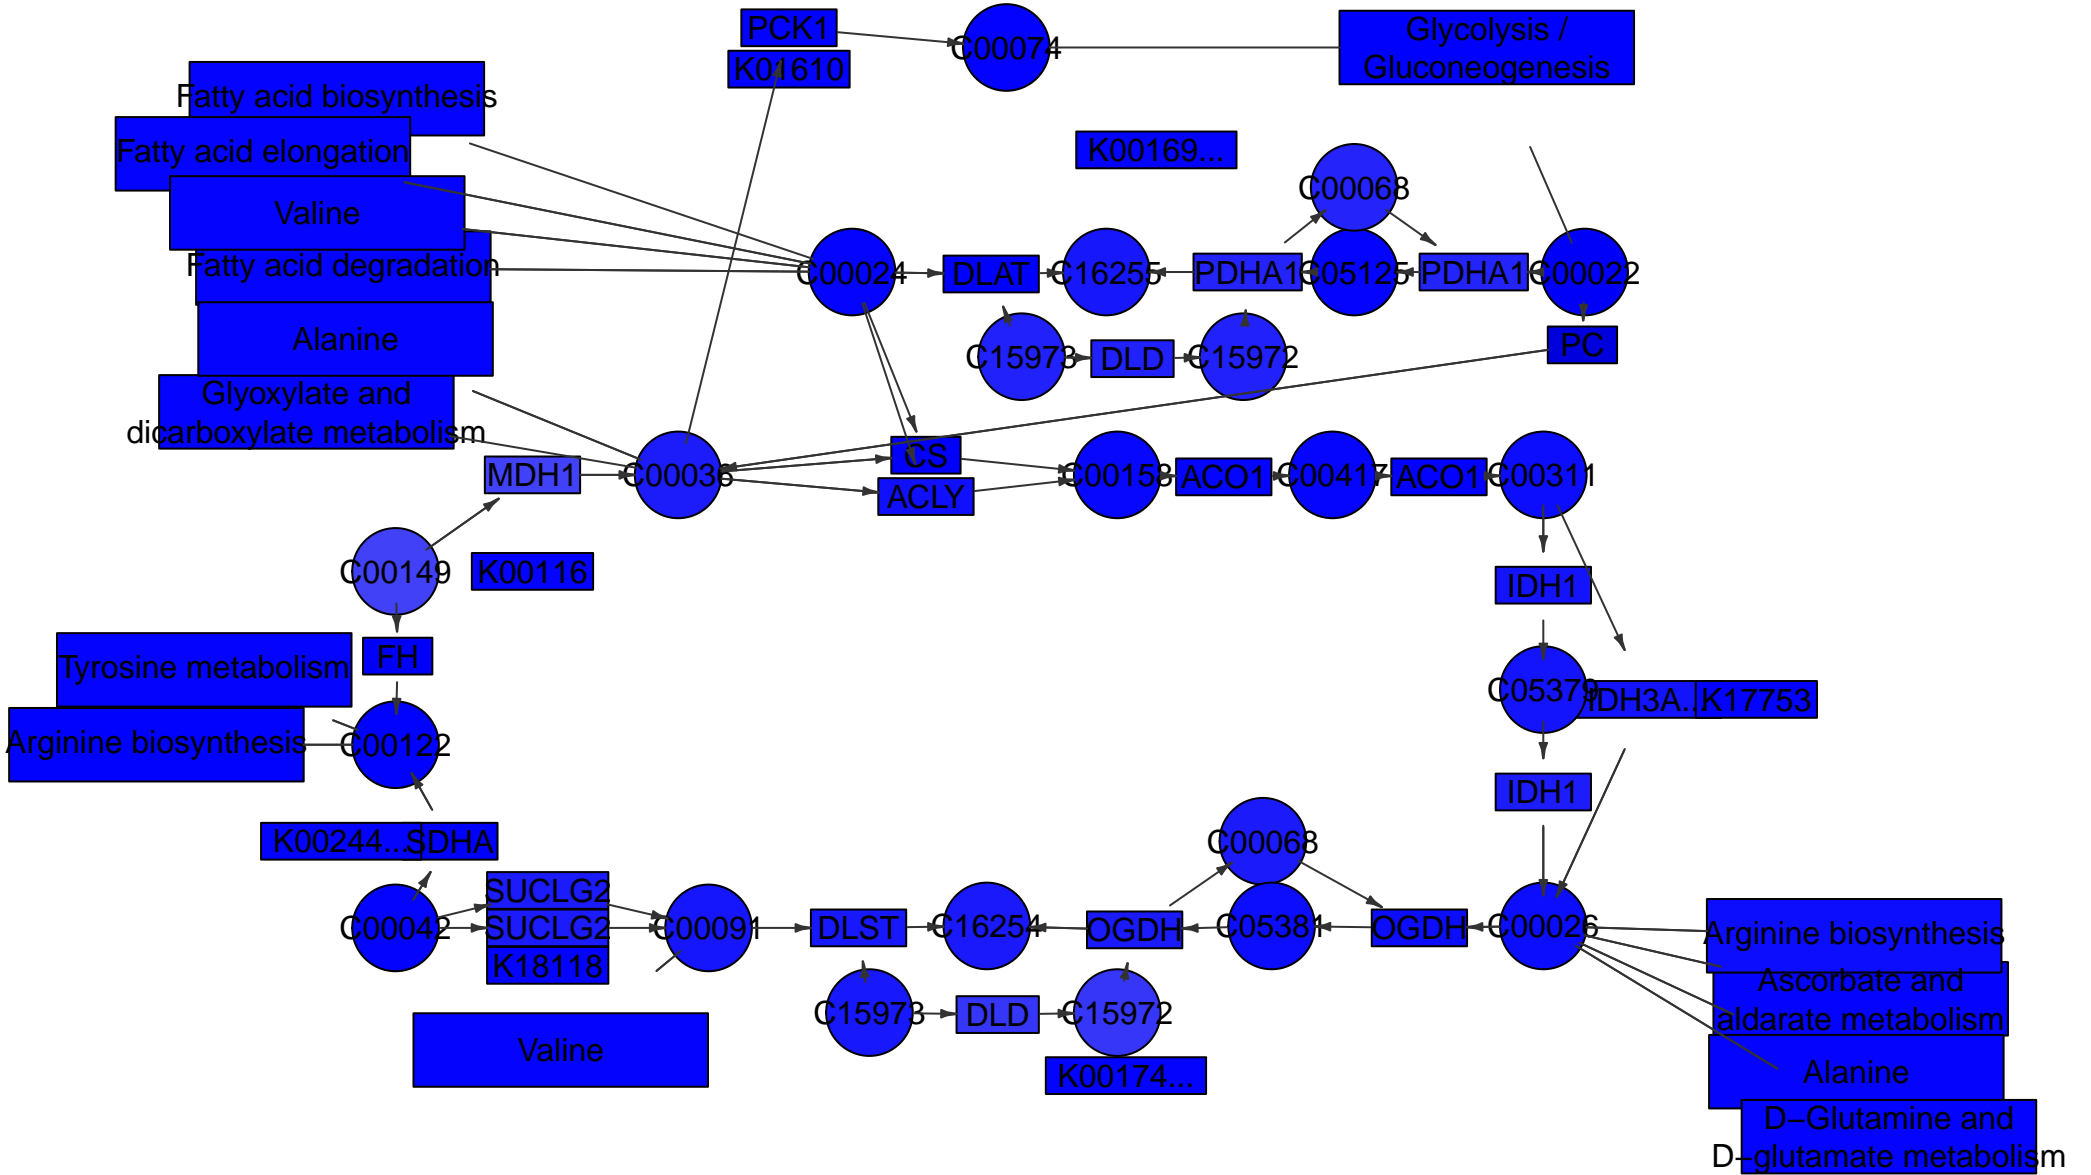 PCK1
C00074
Glycolysis /
Gluconeogenesis
K01610
Fatty acid biosynthesis
Fatty acid elongation
K00169...
C00068
Valine
Fatty acid degradation
C00024
DLAT
C16255
PDHA1
C05125
PDHA1
C00022
Alanine
C15973
DLD
C15972
PC
Glyoxylate and
dicarboxylate metabolism
MDH1
C00036
CS
ACLY
C00158
ACO1
C00417
ACO1
C00311
C00149
K00116
IDH1
Tyrosine metabolism
FH
C05379
IDH3A...
K17753
Arginine biosynthesis
C00122
IDH1
K00244...
SDHA
C00068
SUCLG2
C00042
SUCLG2
C00091
DLST
C16254
OGDH
C05381
OGDH
C00026
Arginine biosynthesis
K18118
Ascorbate and
aldarate metabolism
C15973
DLD
C15972
Valine
K00174...
Alanine
D−Glutamine and
D−glutamate metabolism